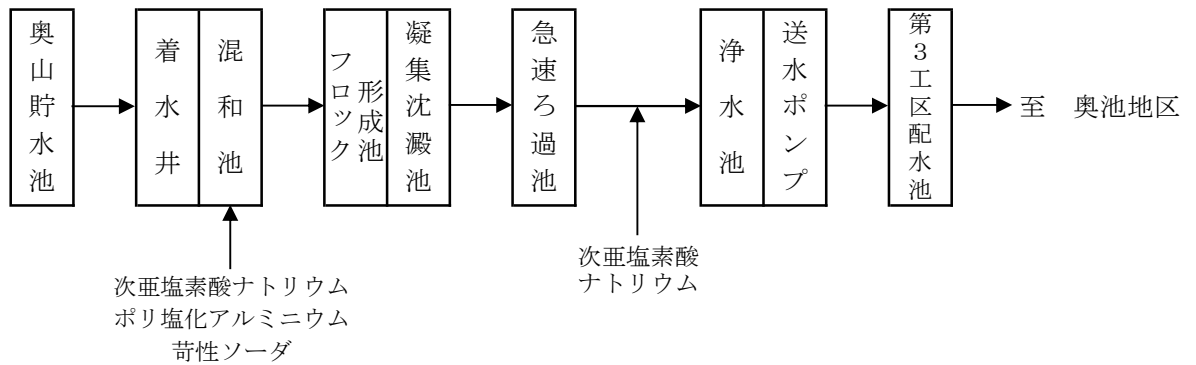 奥山貯水池
着水井
混和池
フロック
形成池
凝集沈澱池
急速ろ過池
浄水池
送水ポンプ
第3工区配水池
至　奥池地区
次亜塩素酸ナトリウム
ポリ塩化アルミニウム
苛性ソーダ
次亜塩素酸
ナトリウム